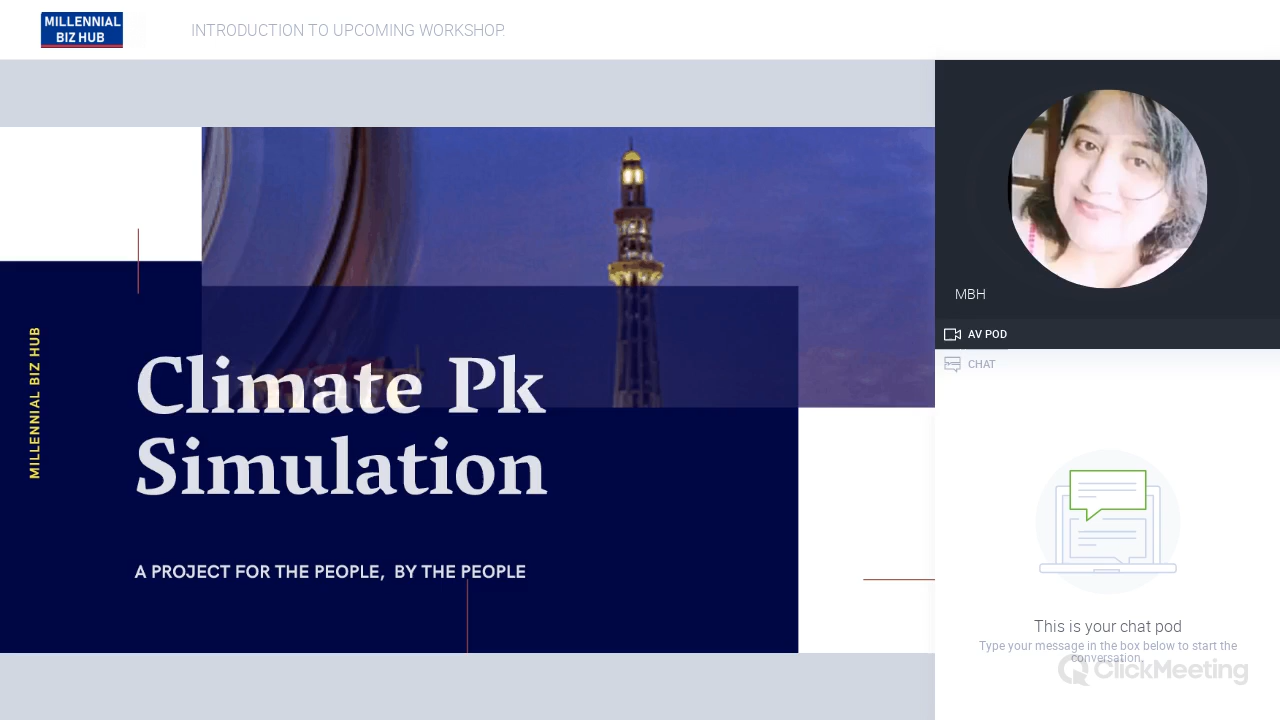 MILLENNIAL
BIZ HUB
INTRODUCTION TO UPCOMING WORKSHOP.
MBH
AV POD
CHAT
MILLENNIAL BIZ HUB
Climate Pk
Simulation
A PROJECT FOR THE PEOPLE, BY THE PEOPLE
This is your chat pod
Type your message in the box below to start the
conversation.
ClickMeeting